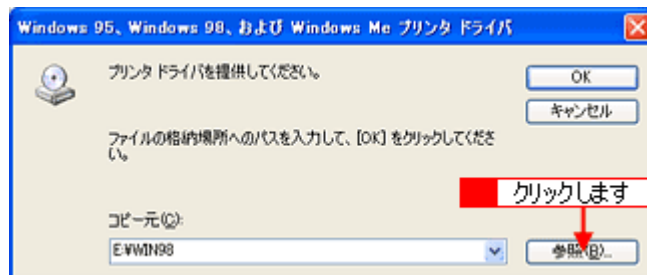 Windows 95、Windows 98、および Windows Me プリンタ ドライバ
プリンタ ドライバを提供してください。
OK
キャンセル
ファイルの格納場所へのパスを入力して、[OK] をクリックしてくださ
い。
クリックします
コピー元(C):
E:¥WIN98
参照(B)...